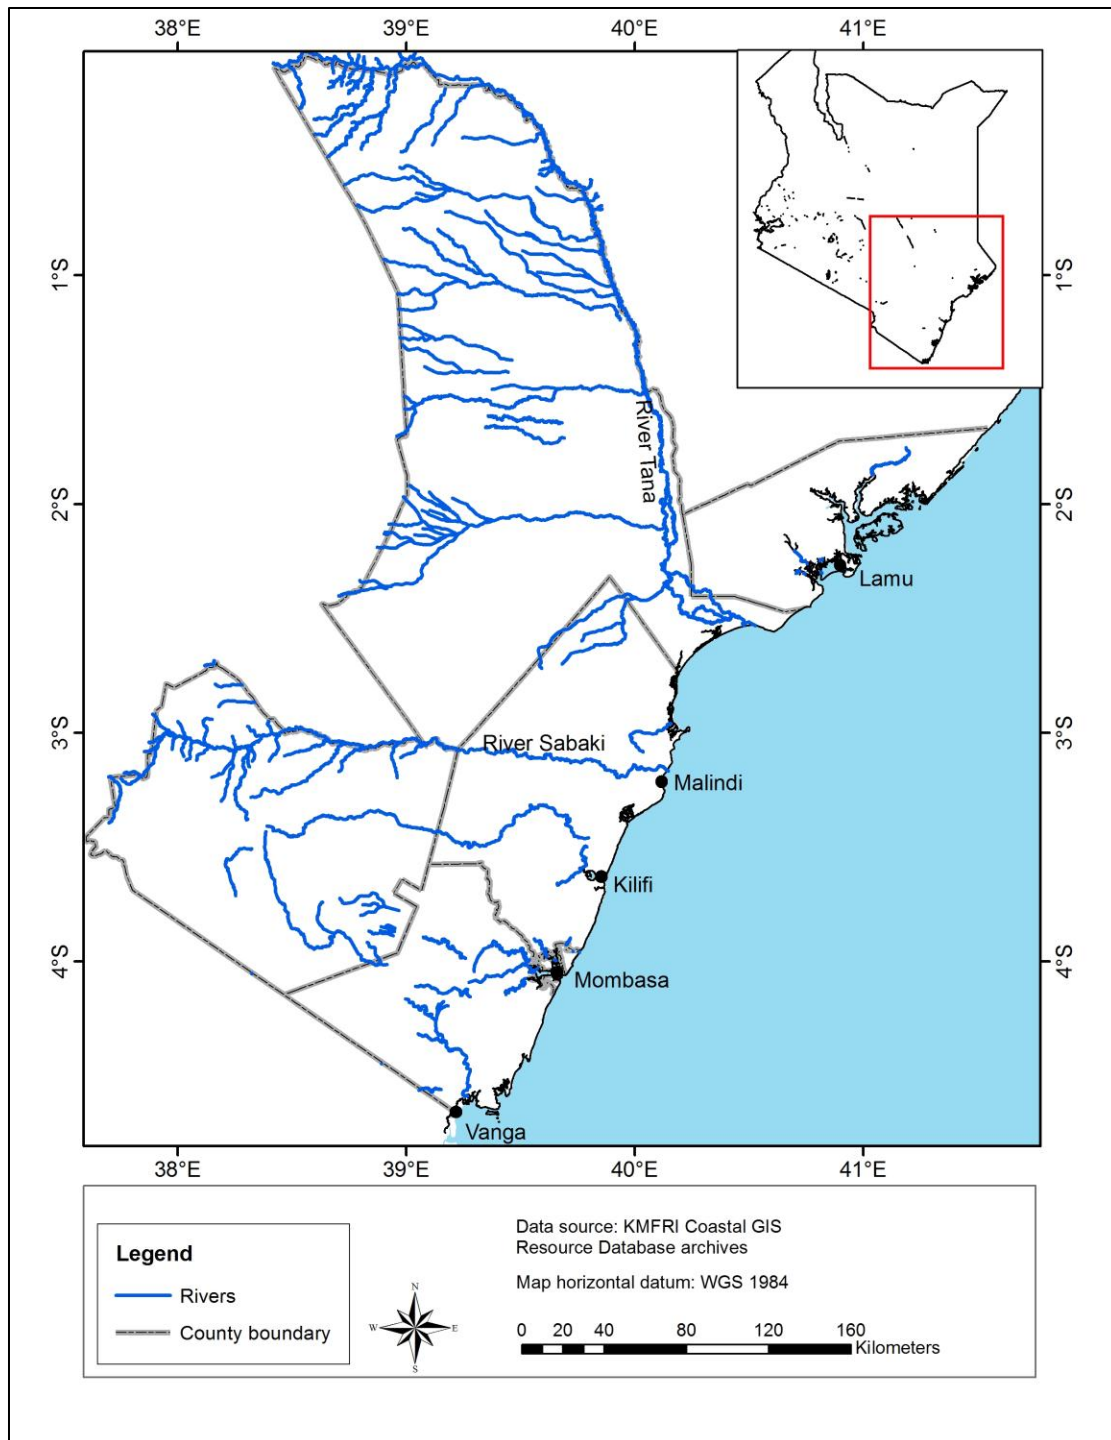 38°E 39°E 40°E 41°E
1°S 1°S
River Tana
2°S 2°S
Lamu
3°S 3°S
River Sabaki
Malindi
Kilifi
4°S 4°S
Mombasa
Vanga
38°E 39°E 40°E 41°E
Legend
Rivers
County boundary
N
W E
S
Data source: KMFRI Coastal GIS
Resource Database archives
Map horizontal datum: WGS 1984
0 20 40 80 120 160
Kilometers